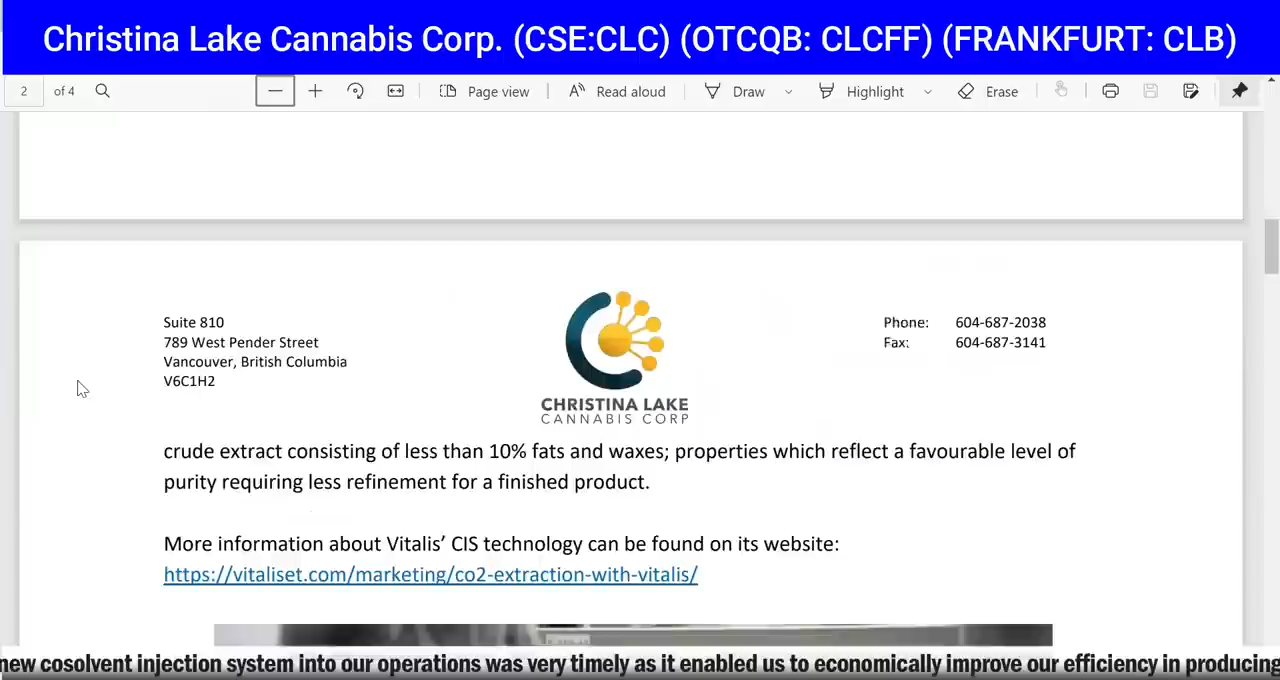 Christina Lake Cannabis Corp. (CSE:CLC) (OTCQB: CLCFF) (FRANKFURT: CLB)
2 of 4 Page view Read aloud Draw Highlight Erase
Suite 810
789 West Pender Street
Vancouver, British Columbia
V6C1H2
CHRISTINA LAKE
CANNABIS CORP
Phone: 604-687-2038
Fax: 604-687-3141
crude extract consisting of less than 10% fats and waxes; properties which reflect a favourable level of
purity requiring less refinement for a finished product.
More information about Vitalis’ CIS technology can be found on its website:
https://vitaliset.com/marketing/co2-extraction-with-vitalis/
new cosolvent injection system into our operations was very timely as it enabled us to economically improve our efficiency in producing